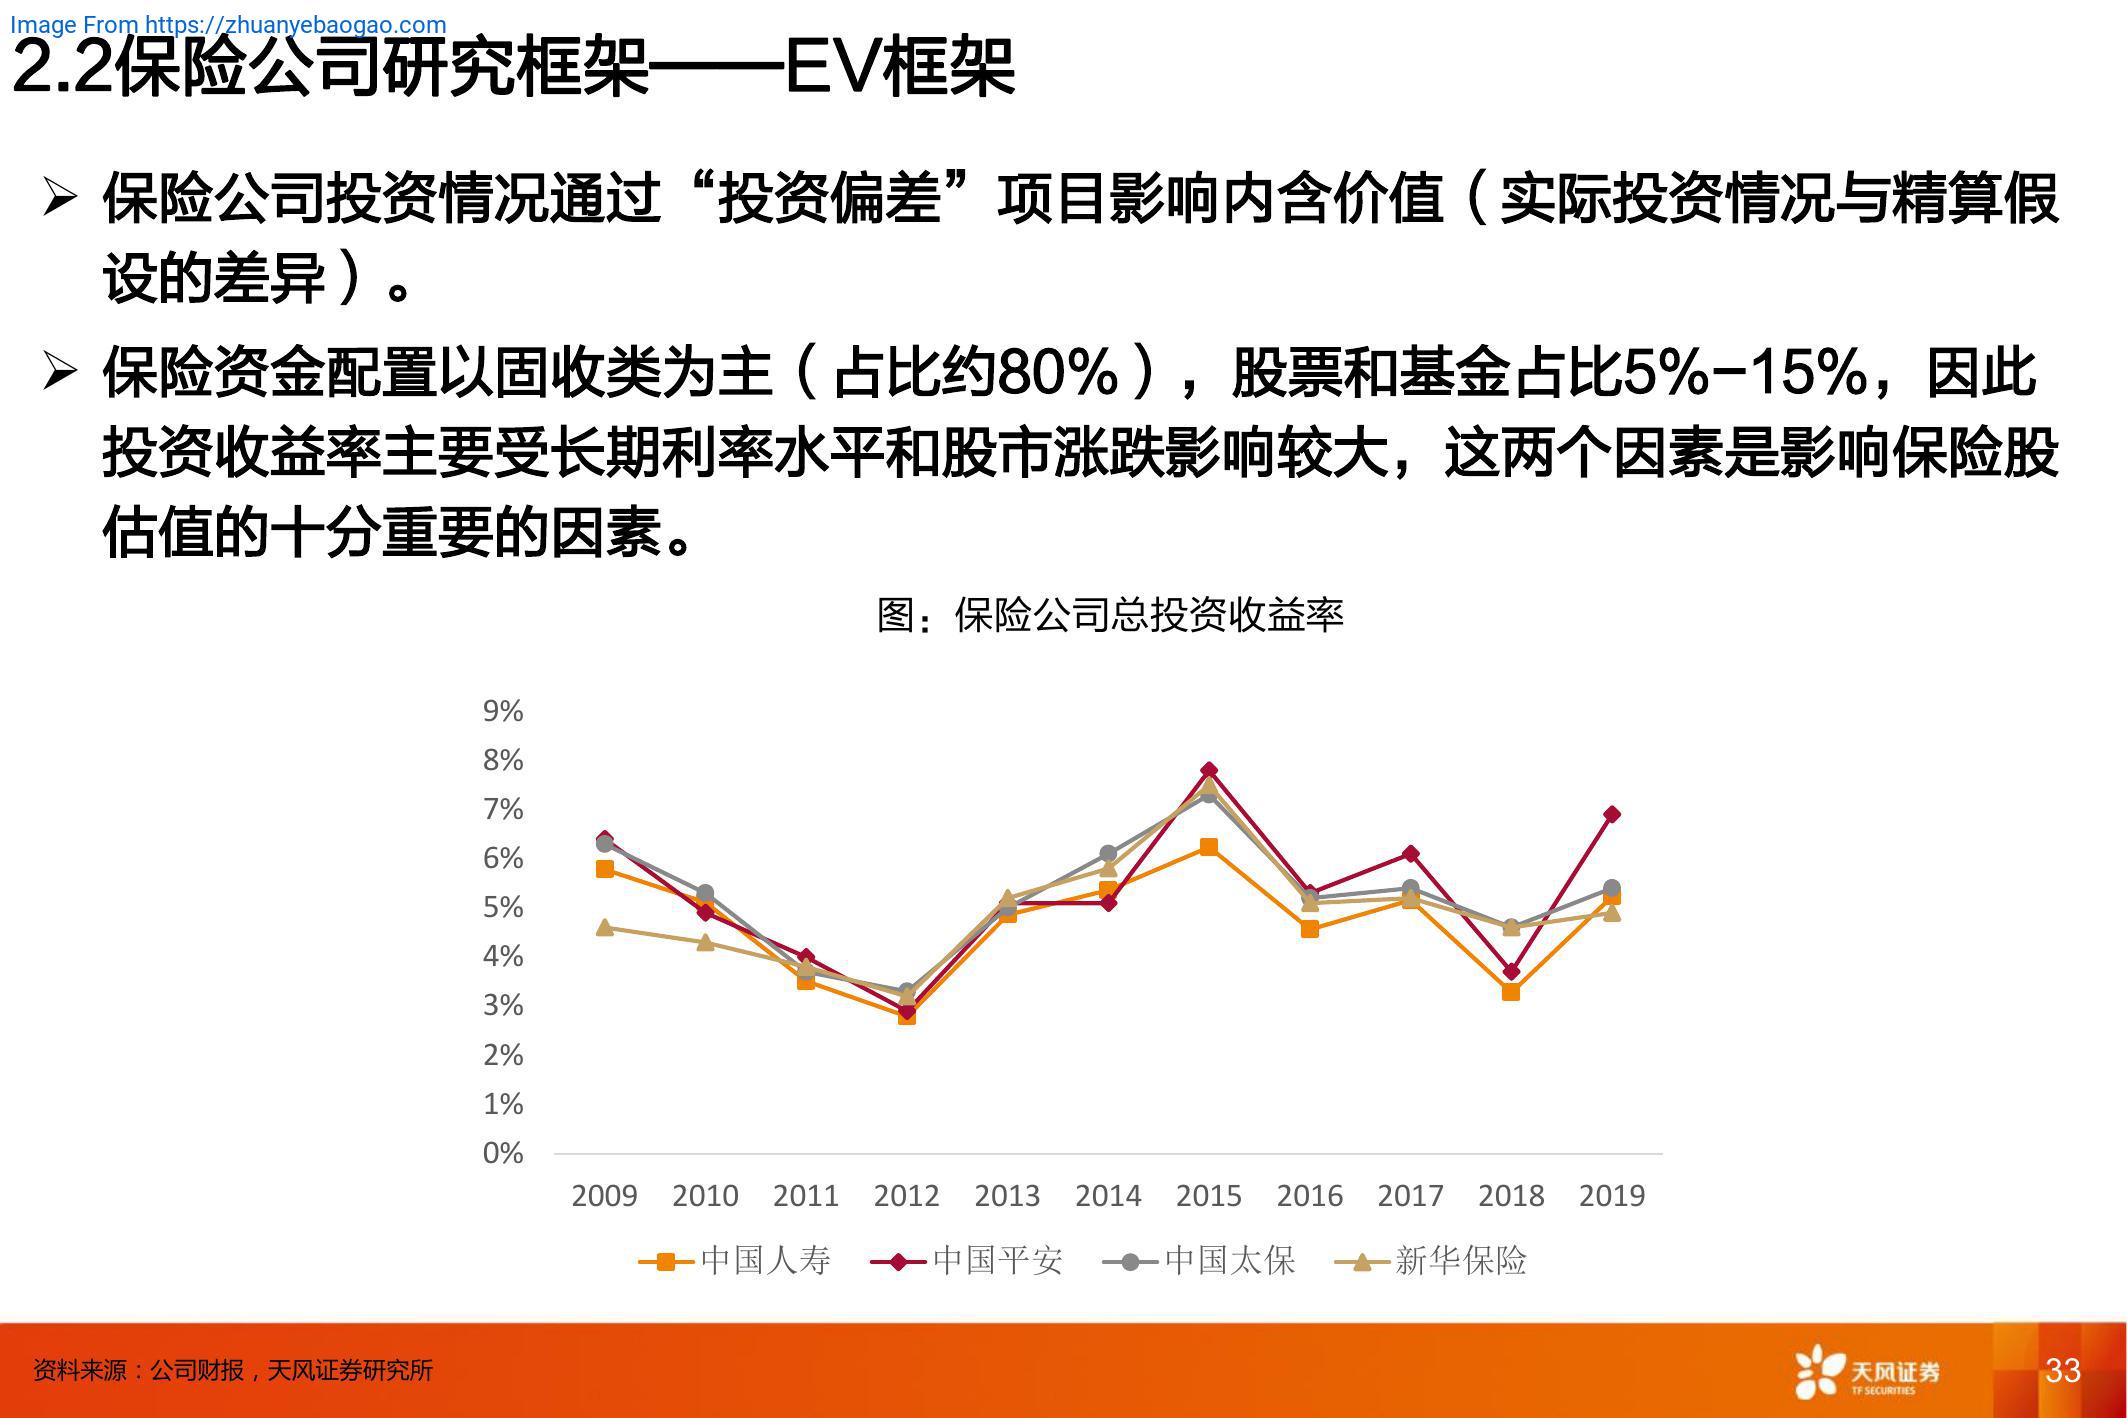 Image From https://zhuanyebaogao.com
2.2保险公司研究框架——EV框架
保险公司投资情况通过“投资偏差”项目影响内含价值（实际投资情况与精算假
设的差异）。
保险资金配置以固收类为主（占比约80%），股票和基金占比5%-15%，因此
投资收益率主要受长期利率水平和股市涨跌影响较大，这两个因素是影响保险股
估值的十分重要的因素。
图：保险公司总投资收益率
9%
8%
7%
6%
5%
4%
3%
2%
1%
0%
2009 2010 2011 2012 2013 2014 2015 2016 2017 2018 2019
中国人寿 中国平安 中国太保 新华保险
资料来源：公司财报，天风证券研究所
天风证券
TF SECURITIES
33